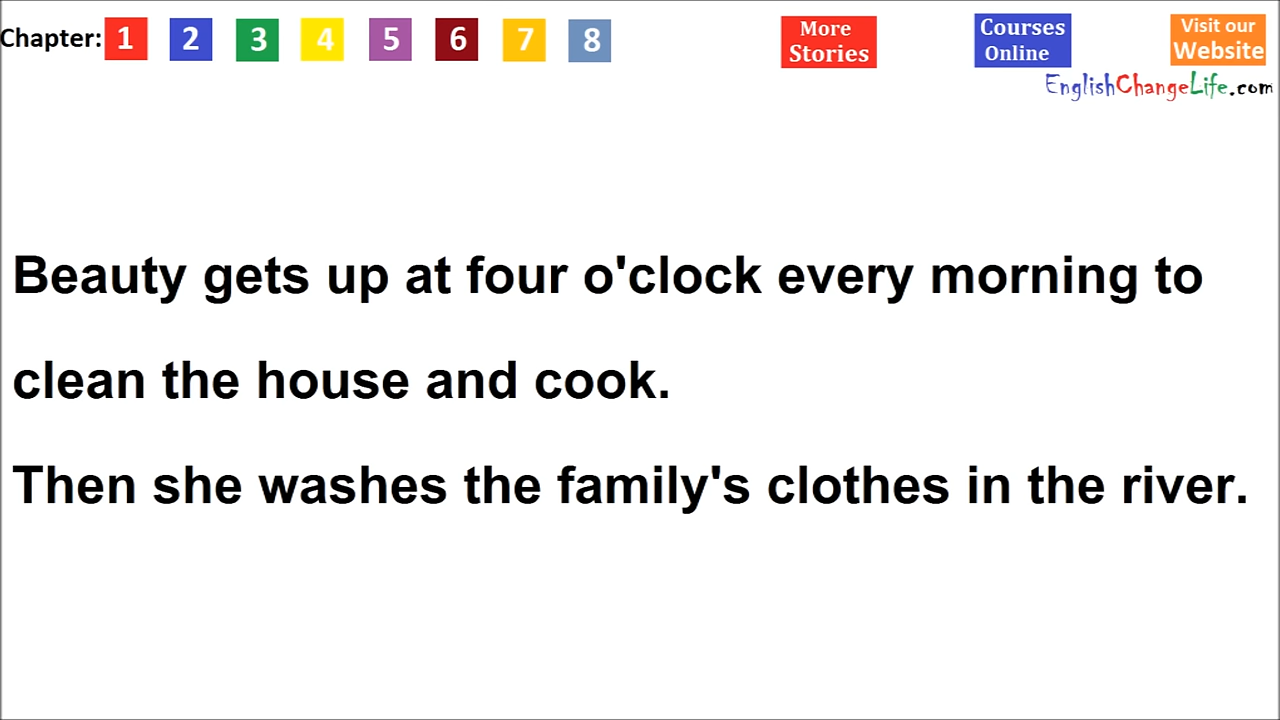 Chapter: 1 2 3 4 5 6 7 8
More
Stories
Courses
Online
Visit our
Website
EnglishChangeLife.com
Beauty gets up at four o'clock every morning to
clean the house and cook.
Then she washes the family's clothes in the river.